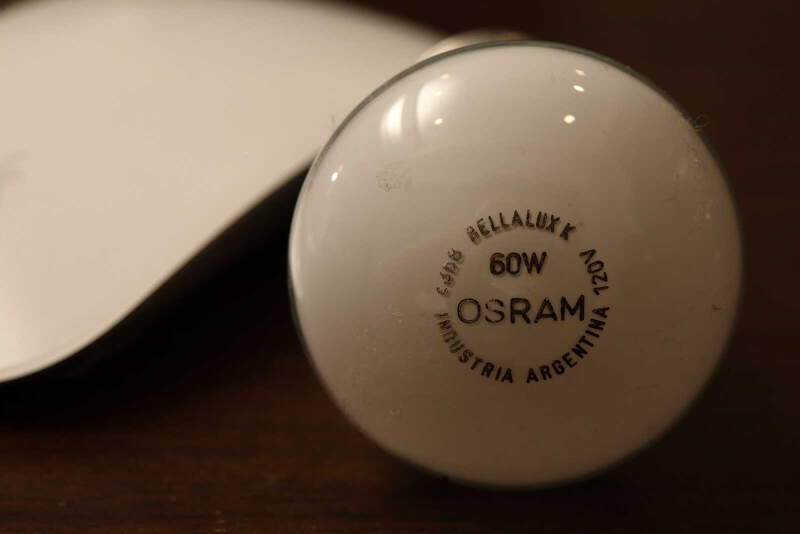 BELLALUX K 120V
60W
OSRAM
INDUSTRIA ARGENTINA